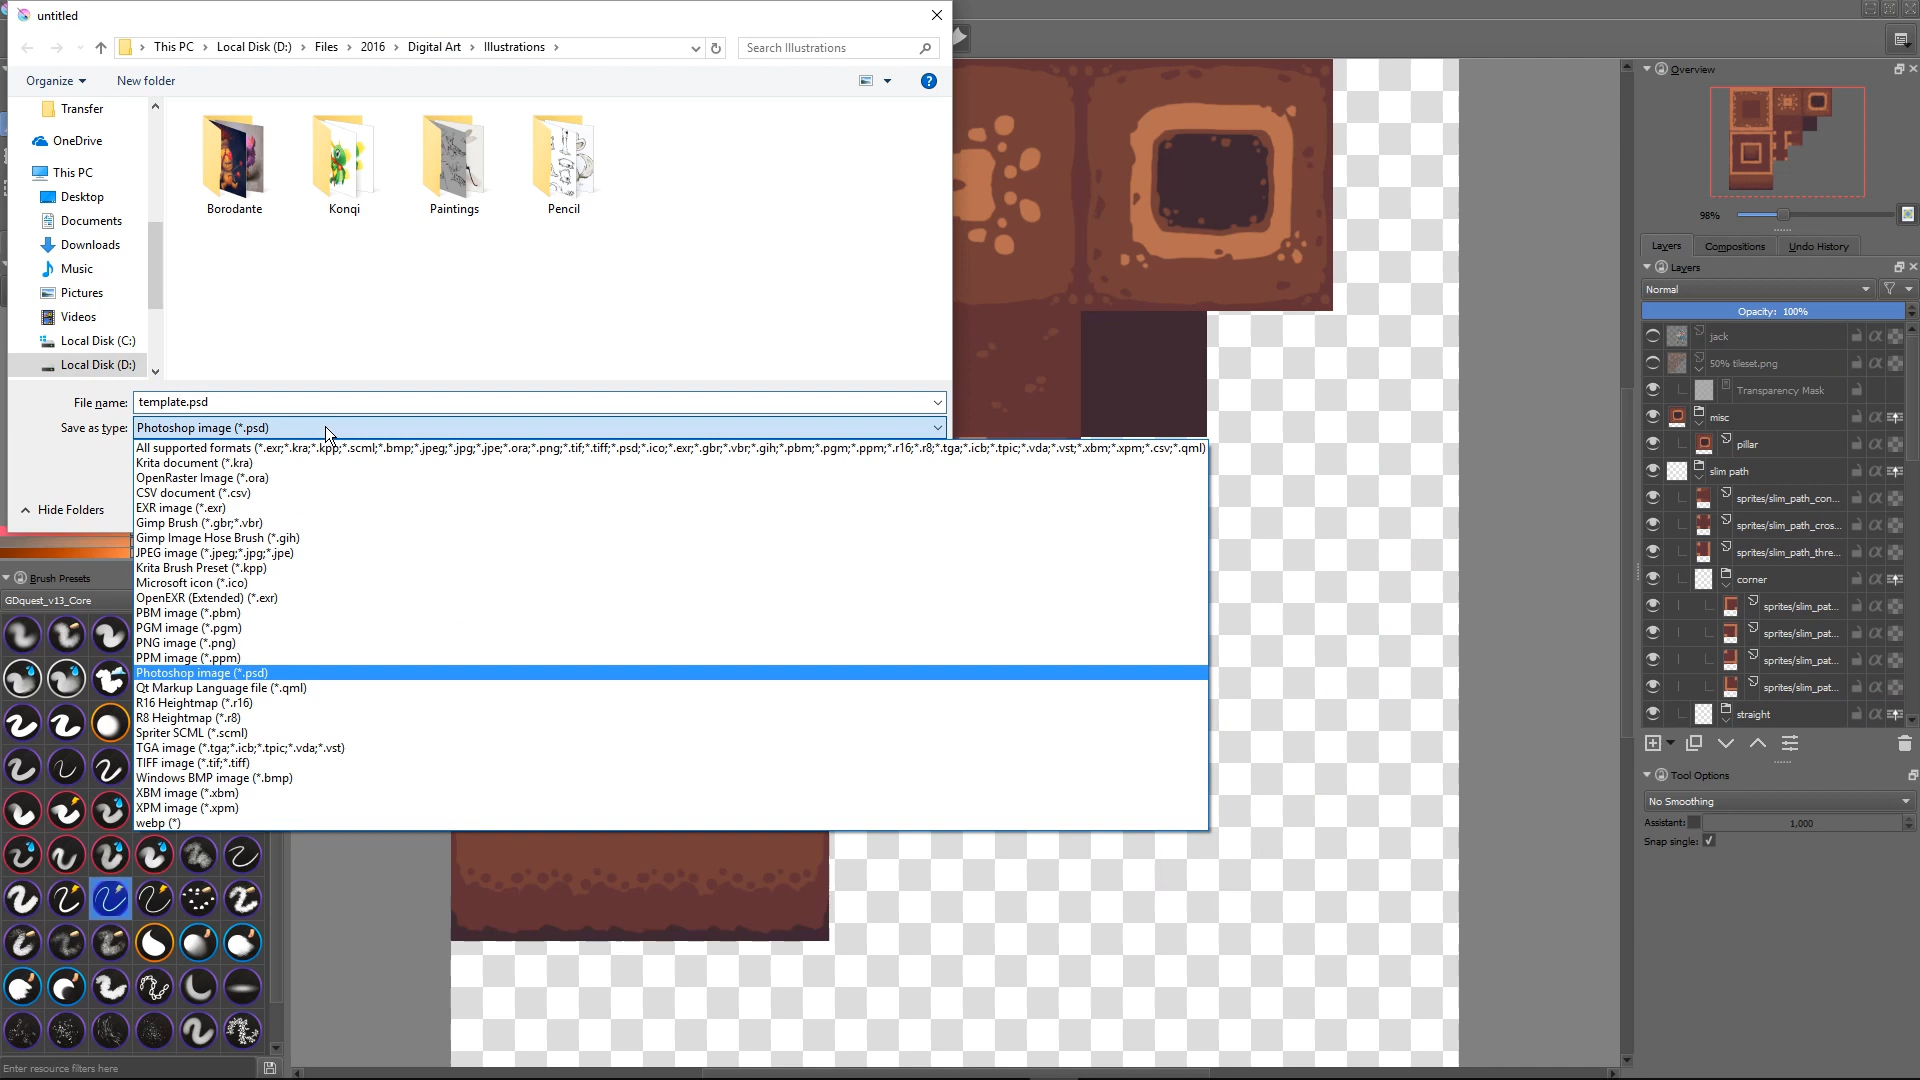 untitled
This PC > Local Disk (D:) > Files > 2016 > Digital Art > Illustrations >
Search Illustrations
Organize
New folder
Transfer
OneDrive
This PC
Desktop
Documents
Downloads
Music
Pictures
Videos
Local Disk (C:)
Local Disk (D:)
Borodante
Konqi
Paintings
Pencil
File name: template.psd
Save as type: Photoshop image (*.psd)
All supported formats (*.exr;*.kra;*.kpp;*.scml;*.bmp;*.jpeg;*.jpg;*.jpe;*.ora;*.png;*.tif;*.tiff;*.psd;*.ico;*.exr;*.gbr;*.vbr;*.gih;*.pbm;*.pgm;*.ppm;*.r16;*.r8;*.tga;*.icb;*.tpic;*.vda;*.vst;*.xbm;*.xpm;*.csv;*.qml)
Krita document (*.kra)
OpenRaster Image (*.ora)
CSV document (*.csv)
EXR image (*.exr)
Gimp Brush (*.gbr;*.vbr)
Gimp Image Hose Brush (*.gih)
JPEG image (*.jpeg;*.jpg;*.jpe)
Krita Brush Preset (*.kpp)
Microsoft icon (*.ico)
OpenEXR (Extended) (*.exr)
PBM image (*.pbm)
PGM image (*.pgm)
PNG image (*.png)
PPM image (*.ppm)
Photoshop image (*.psd)
Qt Markup Language file (*.qml)
R16 Heightmap (*.r16)
R8 Heightmap (*.r8)
Spriter SCML (*.scml)
TGA image (*.tga;*.icb;*.tpic;*.vda;*.vst)
TIFF image (*.tif;*.tiff)
Windows BMP image (*.bmp)
XBM image (*.xbm)
XPM image (*.xpm)
webp (*)
Hide Folders
Brush Presets
GDquest_v13_Core
Enter resource filters here
Overview
98%
Layers
Compositions
Undo History
Layers
Normal
Opacity: 100%
jack
50% tileset.png
Transparency Mask
misc
pillar
slim path
sprites/slim_path_con...
sprites/slim_path_cros...
sprites/slim_path_thre...
corner
sprites/slim_pat...
sprites/slim_pat...
sprites/slim_pat...
sprites/slim_pat...
straight
Tool Options
No Smoothing
Assistant: 1,000
Snap single: